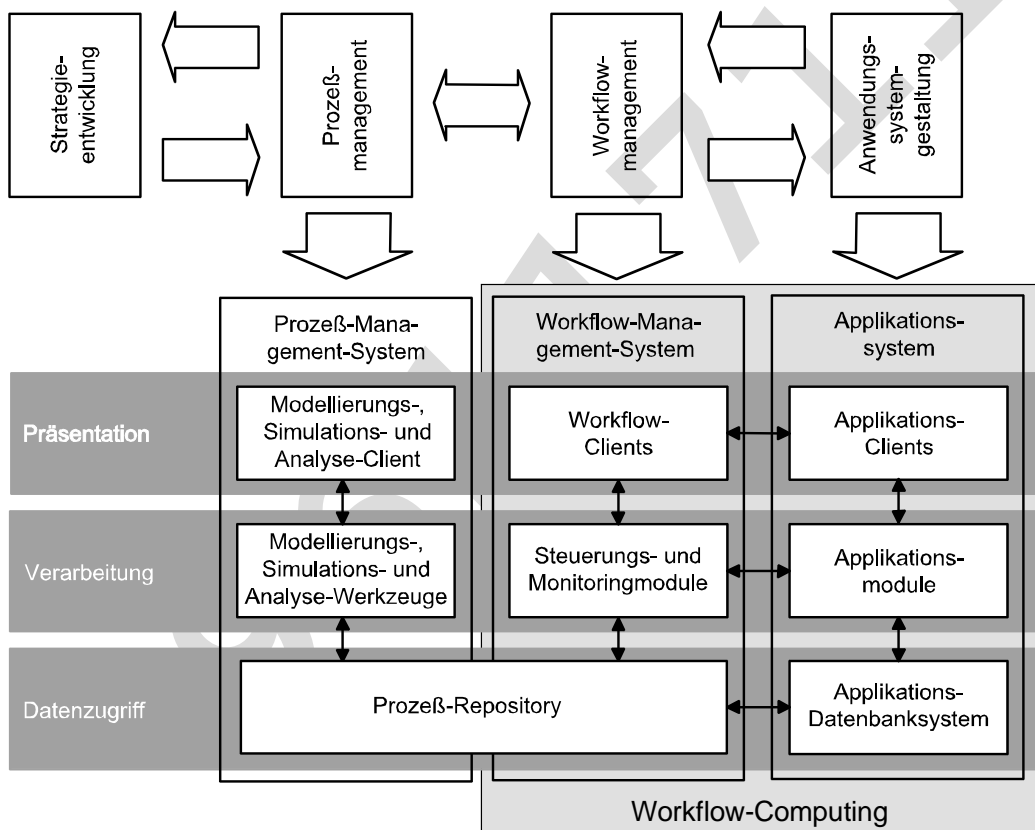 Strategie-
entwicklung
Prozeß-
management
Workflow-
management
Anwendungs-
system-
gestaltung
Prozeß-Mana-
gement-System
Workflow-Mana-
gement-System
Applikations-
system
Präsentation
Modellierungs-,
Simulations- und
Analyse-Client
Workflow-
Clients
Applikations-
Clients
Verarbeitung
Modellierungs-,
Simulations- und
Analyse-Werkzeuge
Steuerungs- und
Monitoringmodule
Applikations-
module
Datenzugriff
Prozeß-Repository
Applikations-
Datenbanksystem
Workflow-Computing